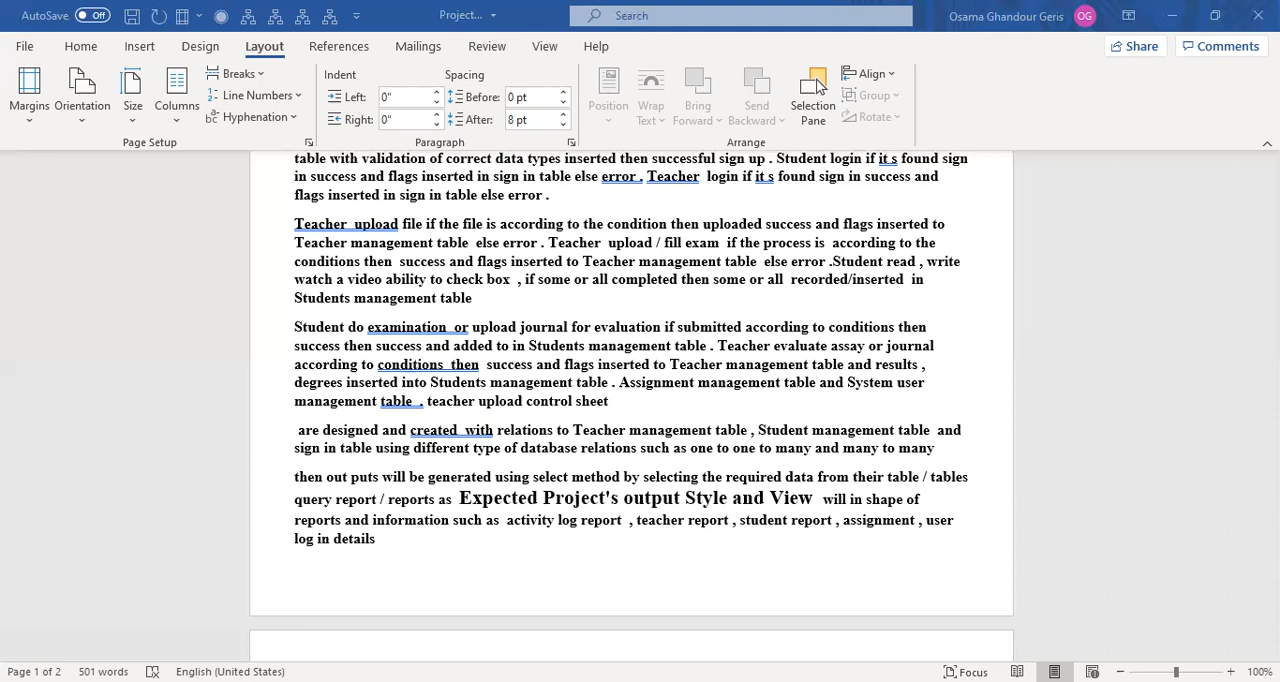 AutoSave Off Project... Search Osama Ghandour Geris OG
File Home Insert Design Layout References Mailings Review View Help Share Comments
Margins Orientation Size Columns Breaks Line Numbers Hyphenation
Page Setup
Indent Spacing
Left: 0" Before: 0 pt
Right: 0" After: 8 pt
Paragraph
Position Wrap Text Bring Forward Send Backward Selection Pane Align Group Rotate
Arrange
table with validation of correct data types inserted then successful sign up . Student login if it s found sign
in success and flags inserted in sign in table else error . Teacher login if it s found sign in success and
flags inserted in sign in table else error .
Teacher upload file if the file is according to the condition then uploaded success and flags inserted to
Teacher management table else error . Teacher upload / fill exam if the process is according to the
conditions then success and flags inserted to Teacher management table else error .Student read , write
watch a video ability to check box , if some or all completed then some or all recorded/inserted in
Students management table
Student do examination or upload journal for evaluation if submitted according to conditions then
success then success and added to in Students management table . Teacher evaluate assay or journal
according to conditions then success and flags inserted to Teacher management table and results ,
degrees inserted into Students management table . Assignment management table and System user
management table . teacher upload control sheet
are designed and created with relations to Teacher management table , Student management table and
sign in table using different type of database relations such as one to one to many and many to many
then out puts will be generated using select method by selecting the required data from their table / tables
query report / reports as Expected Project's output Style and View will in shape of
reports and information such as activity log report , teacher report , student report , assignment , user
log in details
Page 1 of 2 501 words English (United States) Focus 100%